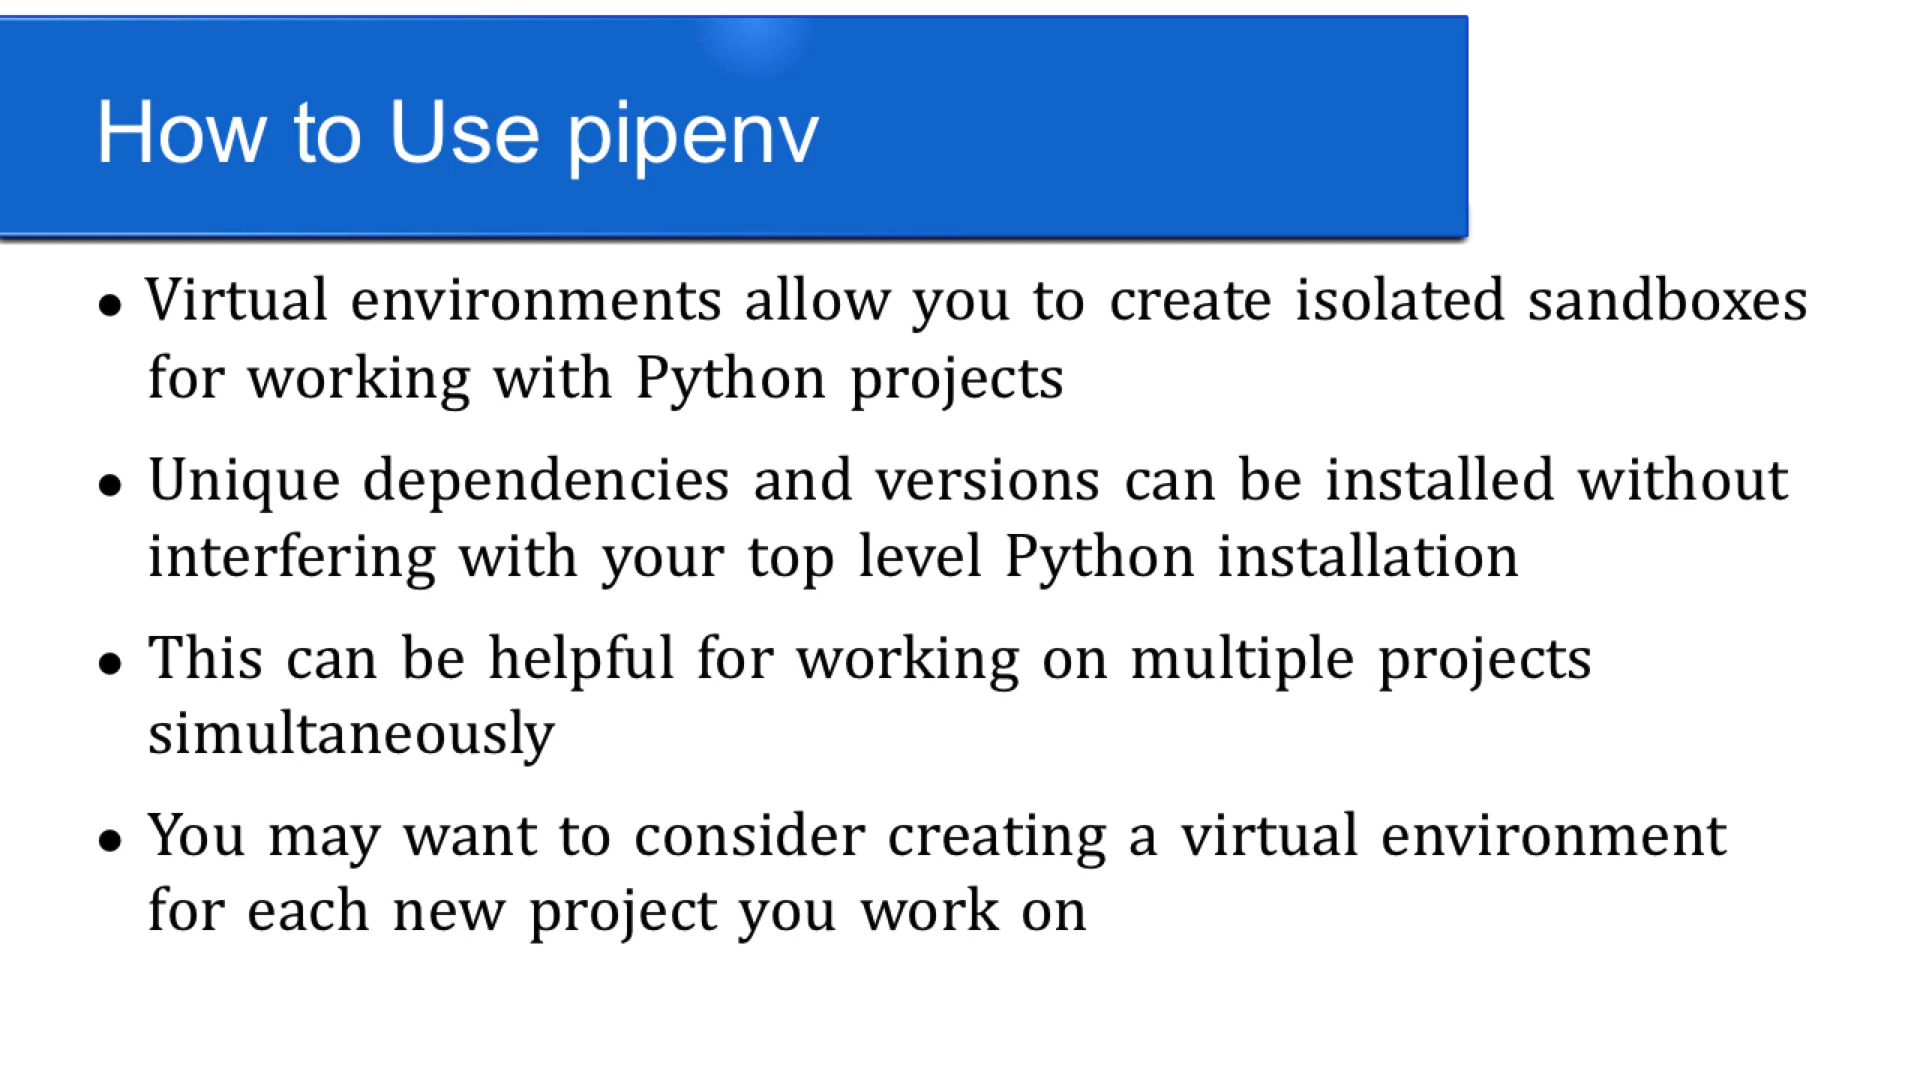 How to Use pipenv
• Virtual environments allow you to create isolated sandboxes
for working with Python projects
• Unique dependencies and versions can be installed without
interfering with your top level Python installation
• This can be helpful for working on multiple projects
simultaneously
• You may want to consider creating a virtual environment
for each new project you work on